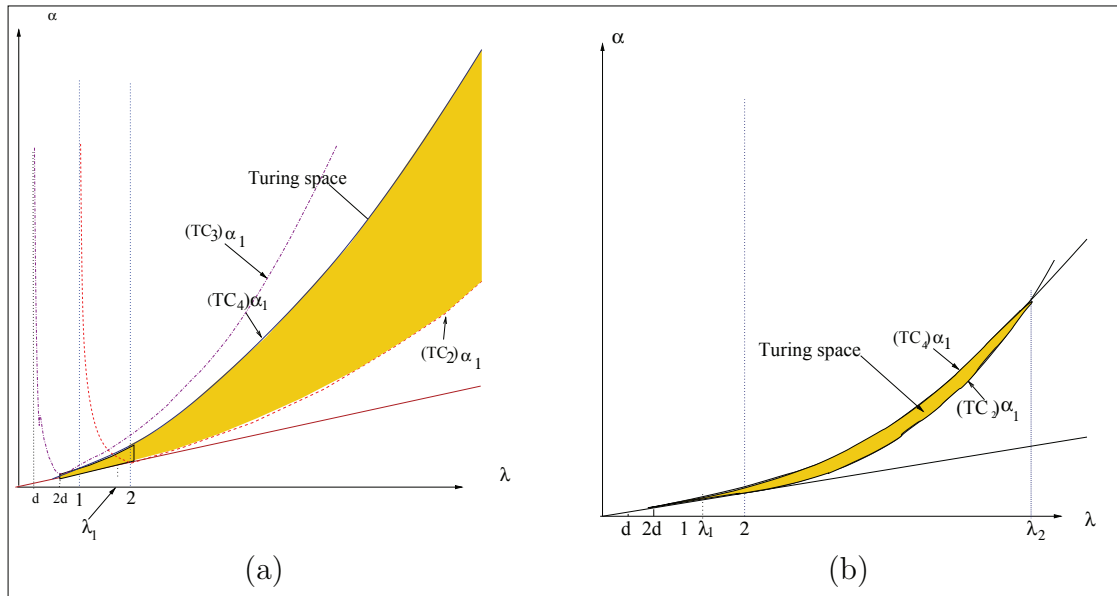 α
Turing space
(TC3)α1
(TC4)α1
(TC2)α1
d 2d 1 2 λ
λ1
(a)
α
Turing space
(TC4)α1
(TC2)α1
d 2d 1 λ1 2 λ2 λ
(b)